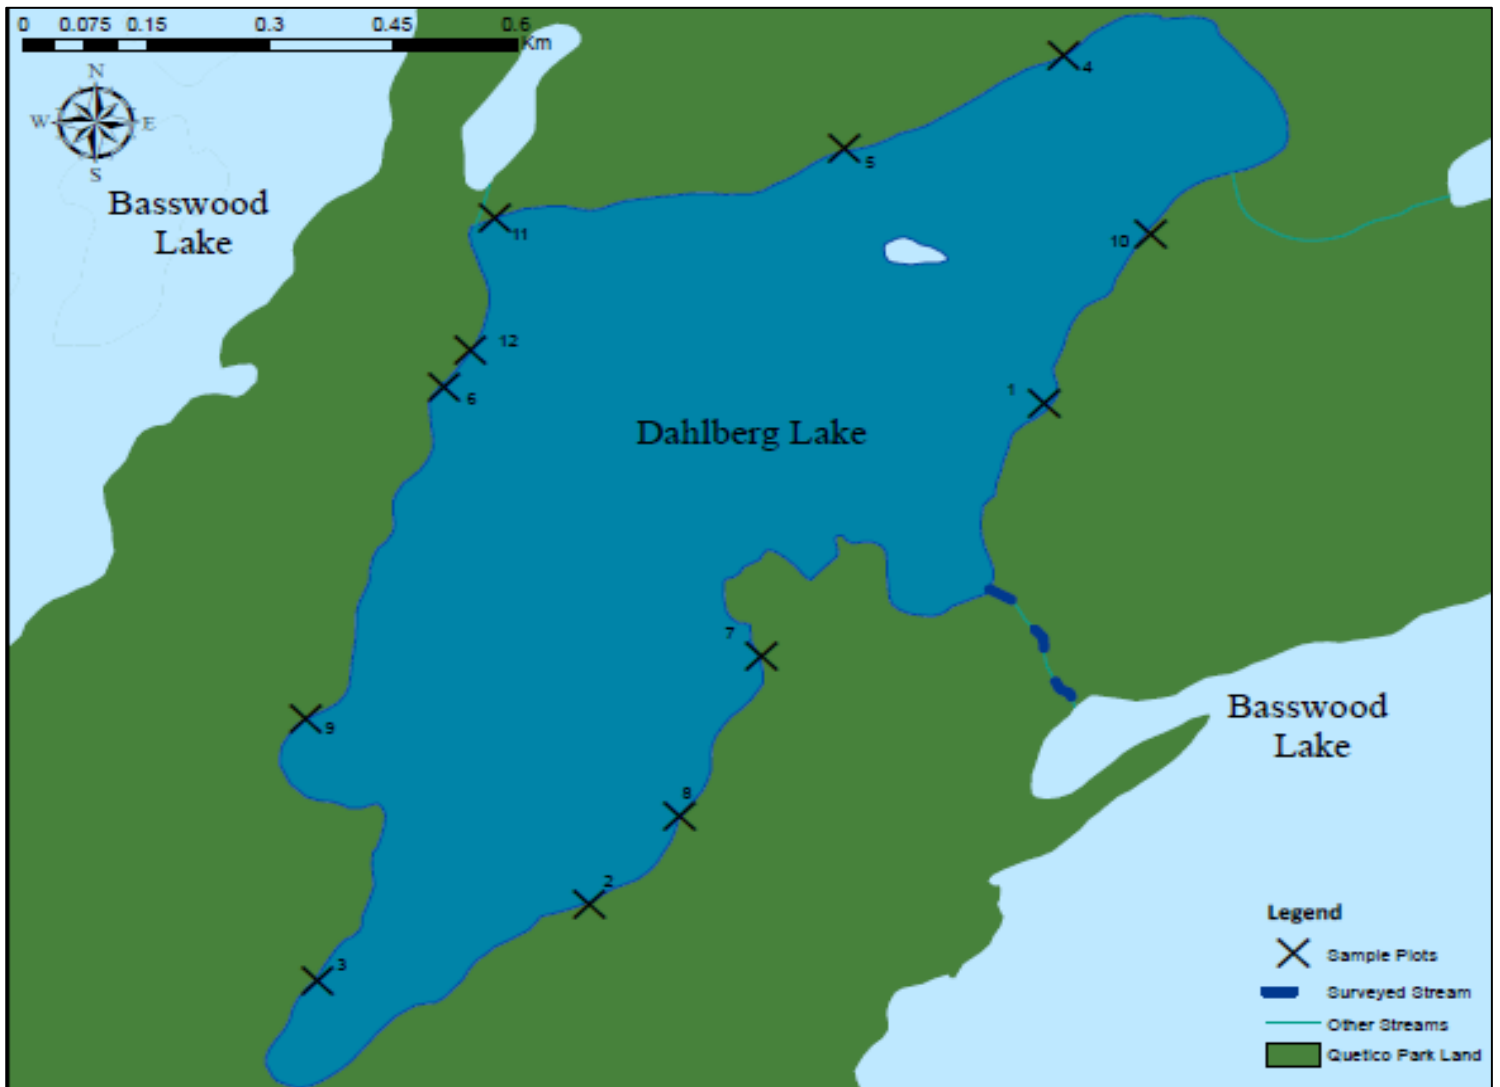 0 0.075 0.15 0.3 0.45 0.6
Km
N
W E
S
Basswood
Lake
4
5
11
10
12
6
1
Dahlberg Lake
7
9
8
2
3
Basswood
Lake
Legend
Sample Plots
Surveyed Stream
Other Streams
Quetico Park Land